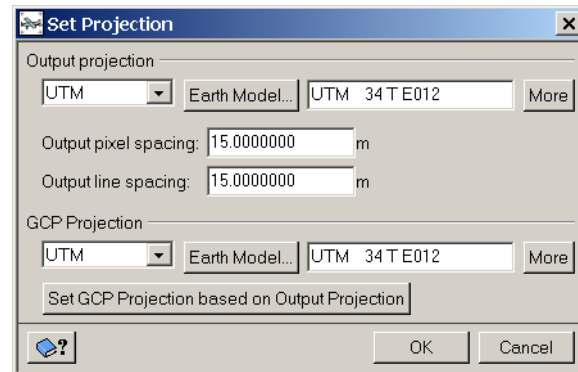 Set Projection
Output projection
UTM Earth Model... UTM 34 T E012 More
Output pixel spacing: 15.0000000 m
Output line spacing: 15.0000000 m
GCP Projection
UTM Earth Model... UTM 34 T E012 More
Set GCP Projection based on Output Projection
? OK Cancel